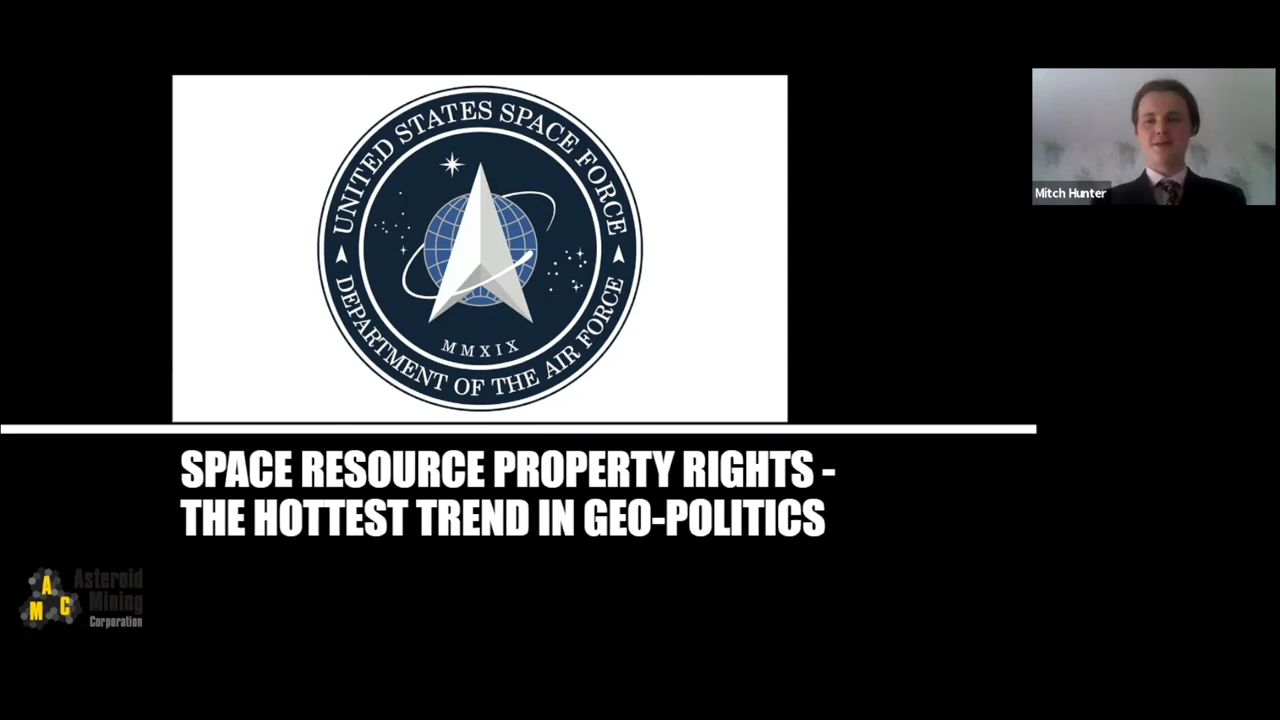 UNITED STATES SPACE FORCE
DEPARTMENT OF THE AIR FORCE
MMXIX
Mitch Hunter
SPACE RESOURCE PROPERTY RIGHTS -
THE HOTTEST TREND IN GEO-POLITICS
A
M C
Asteroid
Mining
Corporation